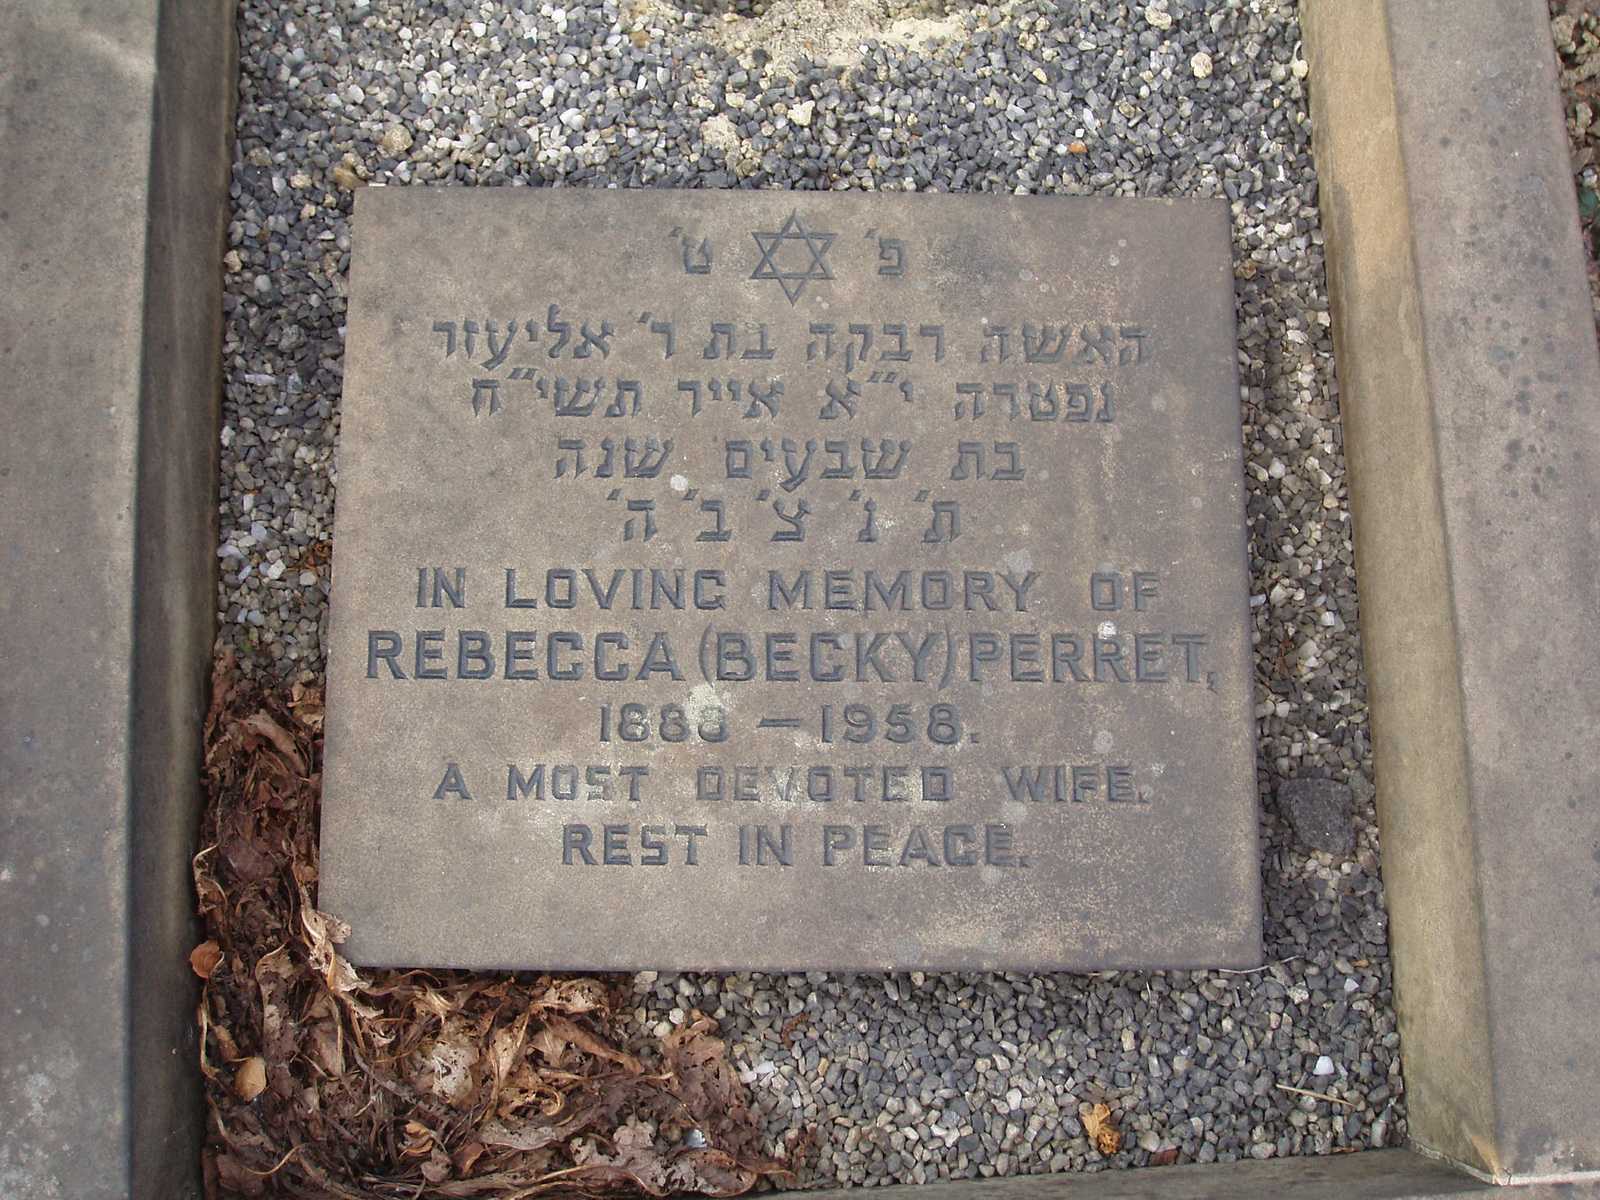 פ׳ ט׳
האשה רבקה בת ר׳ אליעזר
נפטרה י״א אייר תשי״ח
בת שבעים שנה
ת׳ נ׳ צ׳ ב׳ ה׳
IN LOVING MEMORY OF
REBECCA (BECKY) PERRET,
1888 — 1958.
A MOST DEVOTED WIFE.
REST IN PEACE.